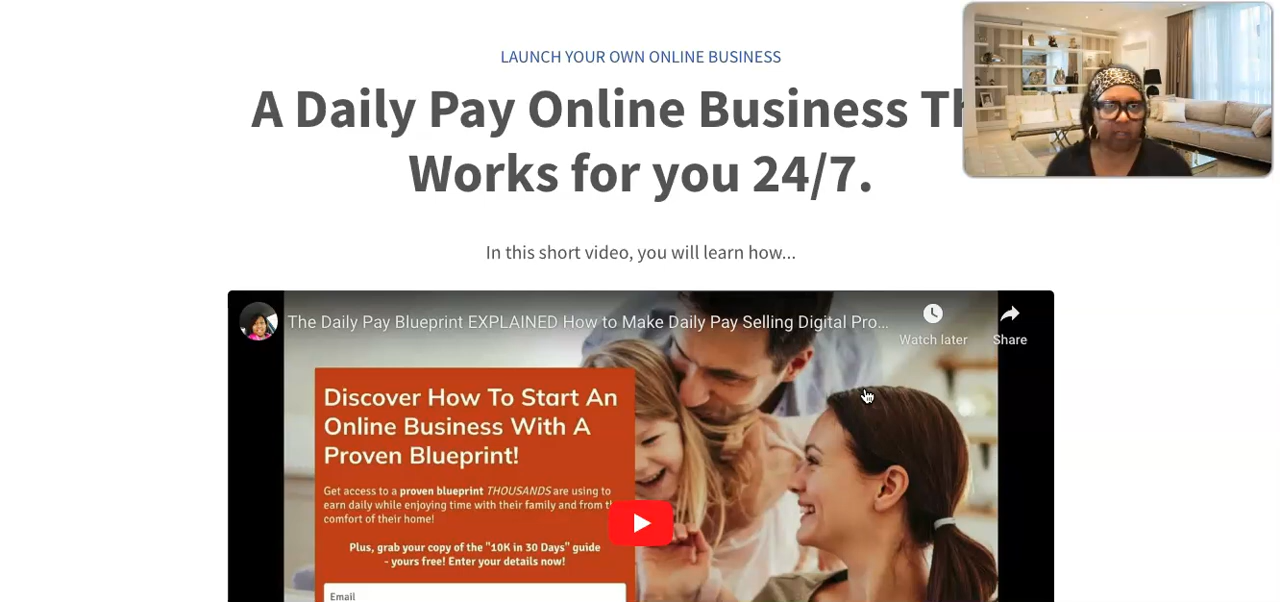 LAUNCH YOUR OWN ONLINE BUSINESS
A Daily Pay Online Business
Works for you 24/7.
In this short video, you will learn how...
The Daily Pay Blueprint EXPLAINED How to Make Daily Pay Selling Digital Pro...
Watch later
Share
Discover How To Start An
Online Business With A
Proven Blueprint!
Get access to a proven blueprint THOUSANDS are using to
earn daily while enjoying time with their family and from
comfort of their home!
Plus, grab your copy of the "10K in 30 Days" guide
- yours free! Enter your details now!
Email